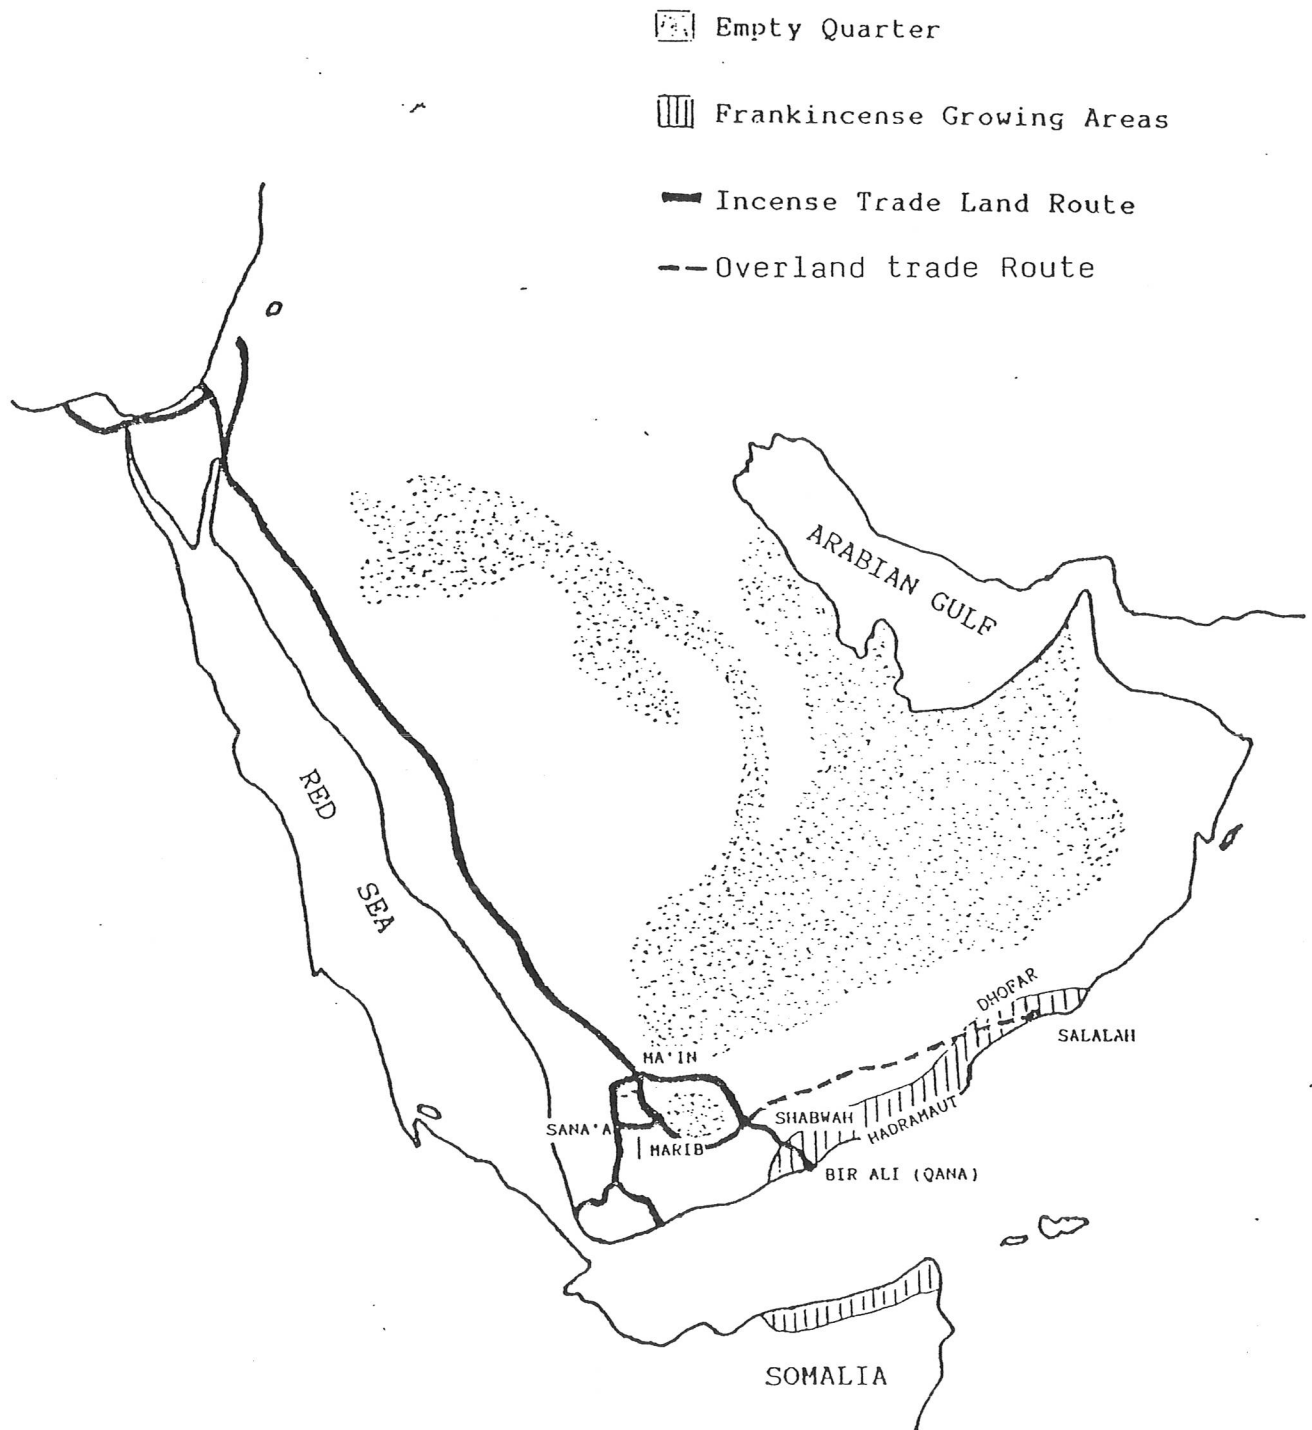 Empty Quarter
Frankincense Growing Areas
Incense Trade Land Route
Overland trade Route
ARABIAN GULF
RED
SEA
DHOFAR
SALALAH
MA'IN
SHABWAH
HADRAMAUT
SANA'A
MARIB
BIR ALI (QANA)
SOMALIA